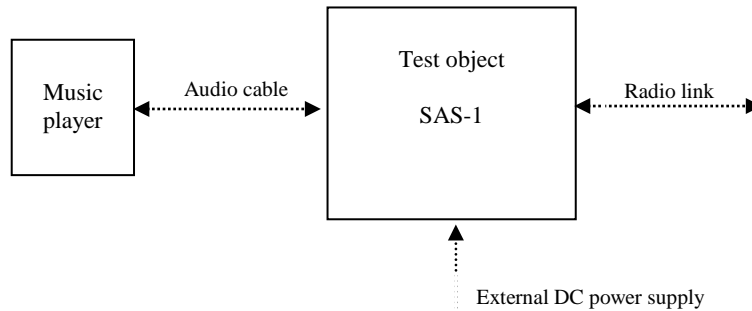 Music
player
Audio cable
Test object
SAS-1
Radio link
External DC power supply